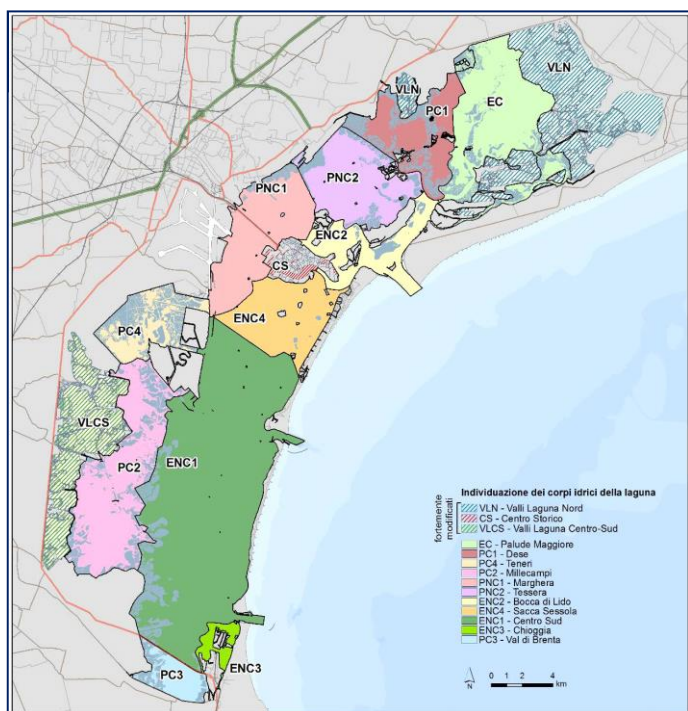 VLN
VLN
EC
PC1
PNC1
PNC2
ENC2
CS
ENC4
PC4
VLCS
PC2
ENC1
ENC3
PC3
Individuazione dei corpi idrici della laguna
fortemente
modificati
VLN - Valli Laguna Nord
CS - Centro Storico
VLCS - Valli Laguna Centro-Sud
EC - Palude Maggiore
PC1 - Dese
PC4 - Teneri
PC2 - Millecampi
PNC1 - Marghera
PNC2 - Tessera
ENC2 - Bocca di Lido
ENC4 - Sacca Sessola
ENC1 - Centro Sud
ENC3 - Chioggia
PC3 - Val di Brenta
N
0 2 4
km